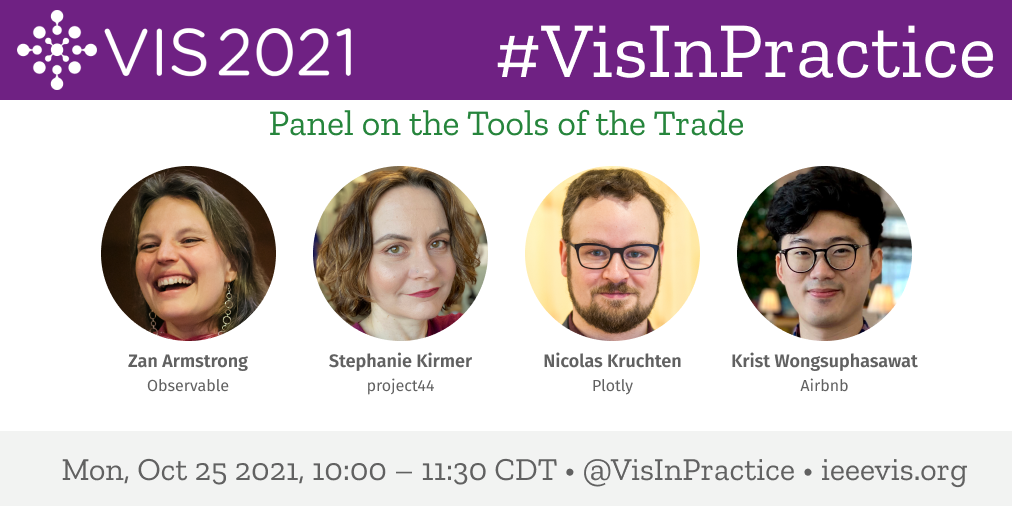 VIS 2021
#VisInPractice
Panel on the Tools of the Trade
Zan Armstrong
Observable
Stephanie Kirmer
project44
Nicolas Kruchten
Plotly
Krist Wongsuphasawat
Airbnb
Mon, Oct 25 2021, 10:00 – 11:30 CDT • @VisInPractice • ieeevis.org